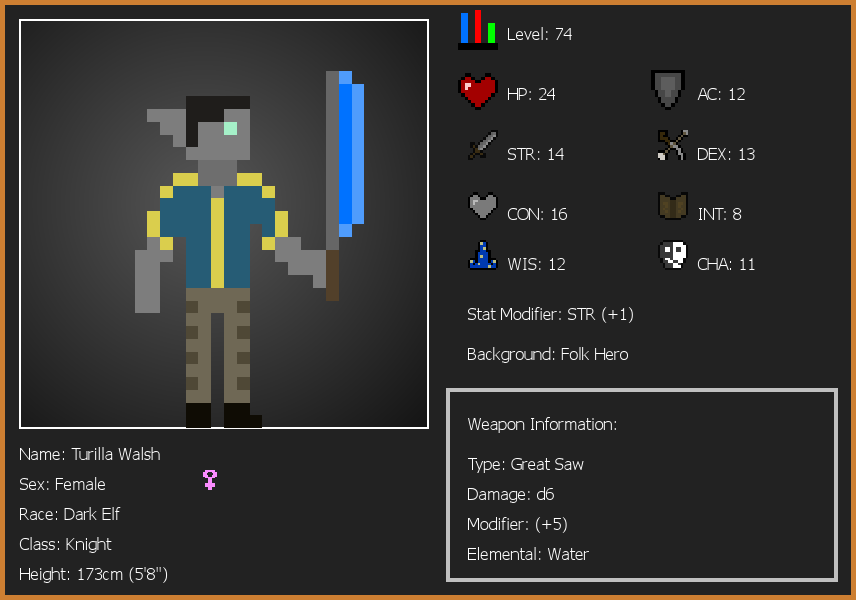 Level: 74
HP: 24
AC: 12
STR: 14
DEX: 13
CON: 16
INT: 8
WIS: 12
CHA: 11
Stat Modifier: STR (+1)
Background: Folk Hero
Weapon Information:
Type: Great Saw
Damage: d6
Modifier: (+5)
Elemental: Water
Name: Turilla Walsh
Sex: Female
Race: Dark Elf
Class: Knight
Height: 173cm (5'8")